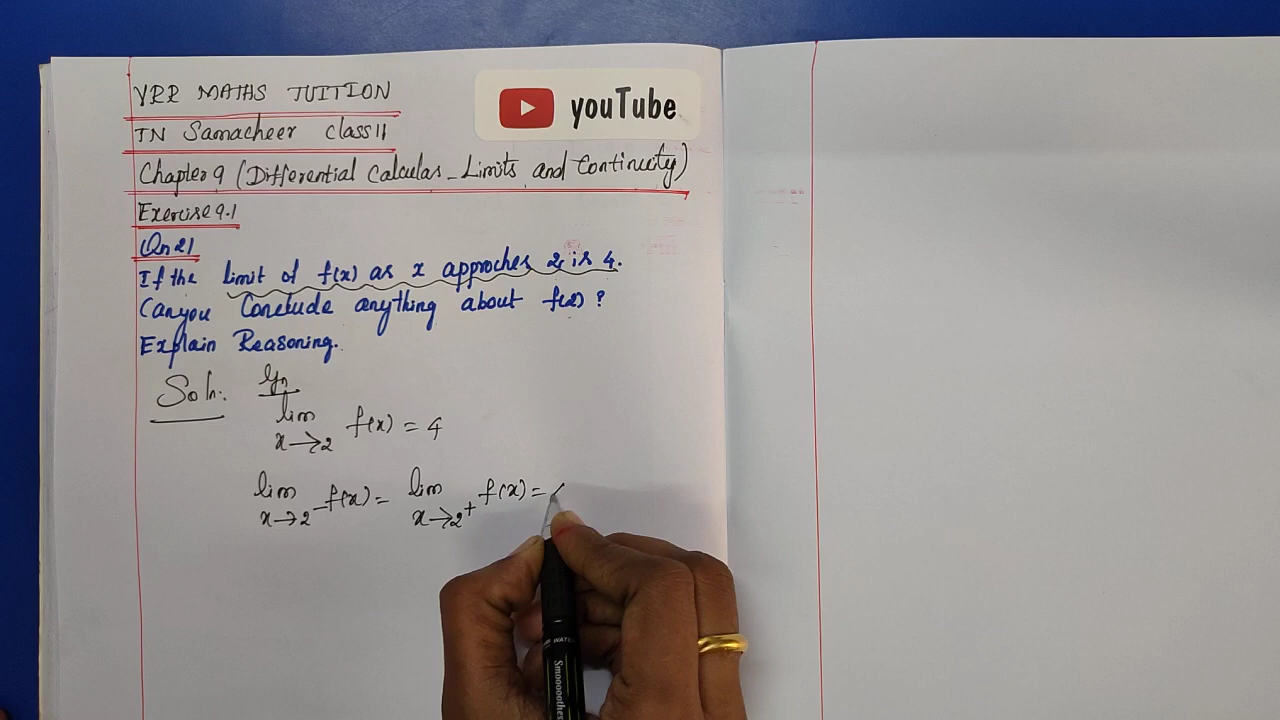 YRR MATHS TUITION
youTube
TN Samacheer class 11
Chapter 9 (Differential Calculas - Limits and Continuity)
Exercise 9.1
Qn 21
If the limit of f(x) as x approches 2 is 4.
Can you Conclude anything about f(2) ?
Explain Reasoning.
Soln: Gn
lim x→2 f(x) = 4
lim x→2⁻ f(x) = lim x→2⁺ f(x) =